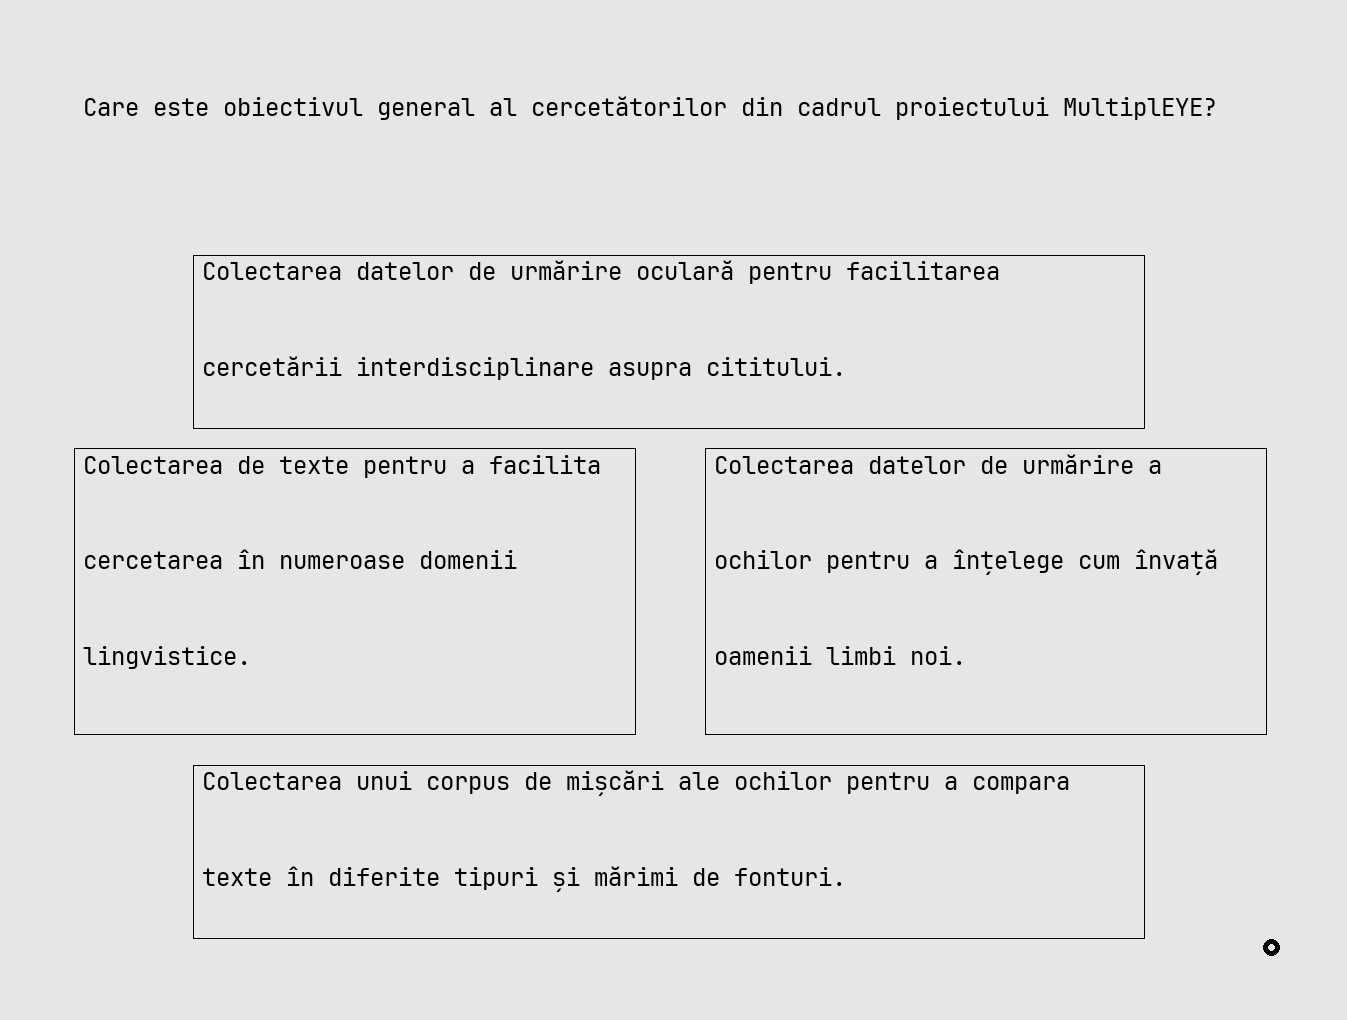 Care este obiectivul general al cercetătorilor din cadrul proiectului MultiplEYE?
Colectarea datelor de urmărire oculară pentru facilitarea
cercetării interdisciplinare asupra cititului.
Colectarea de texte pentru a facilita
cercetarea în numeroase domenii
lingvistice.
Colectarea datelor de urmărire a
ochilor pentru a înțelege cum învață
oamenii limbi noi.
Colectarea unui corpus de mișcări ale ochilor pentru a compara
texte în diferite tipuri și mărimi de fonturi.